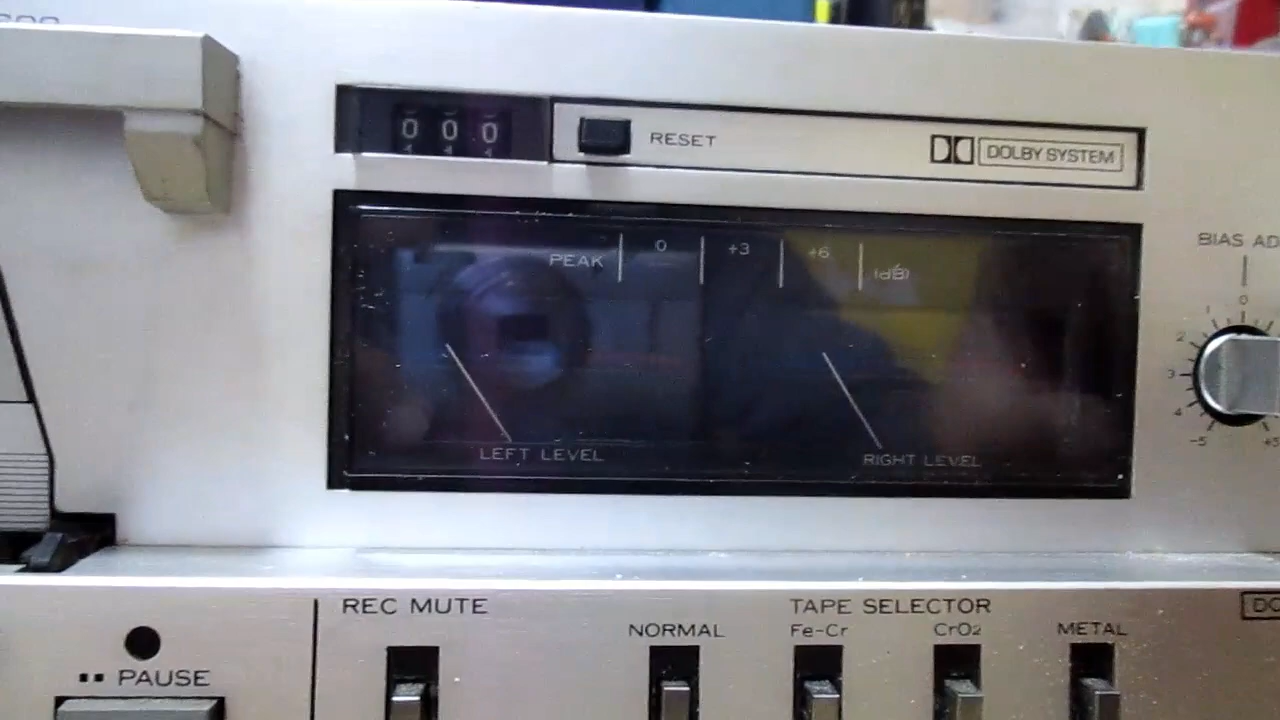 000
RESET
DOLBY SYSTEM
PEAK
0
+3
+6
BIAS AD
0
1
2
3
4
-5
+5
LEFT LEVEL
RIGHT LEVEL
REC MUTE
TAPE SELECTOR
NORMAL
Fe-Cr
CrO2
METAL
PAUSE